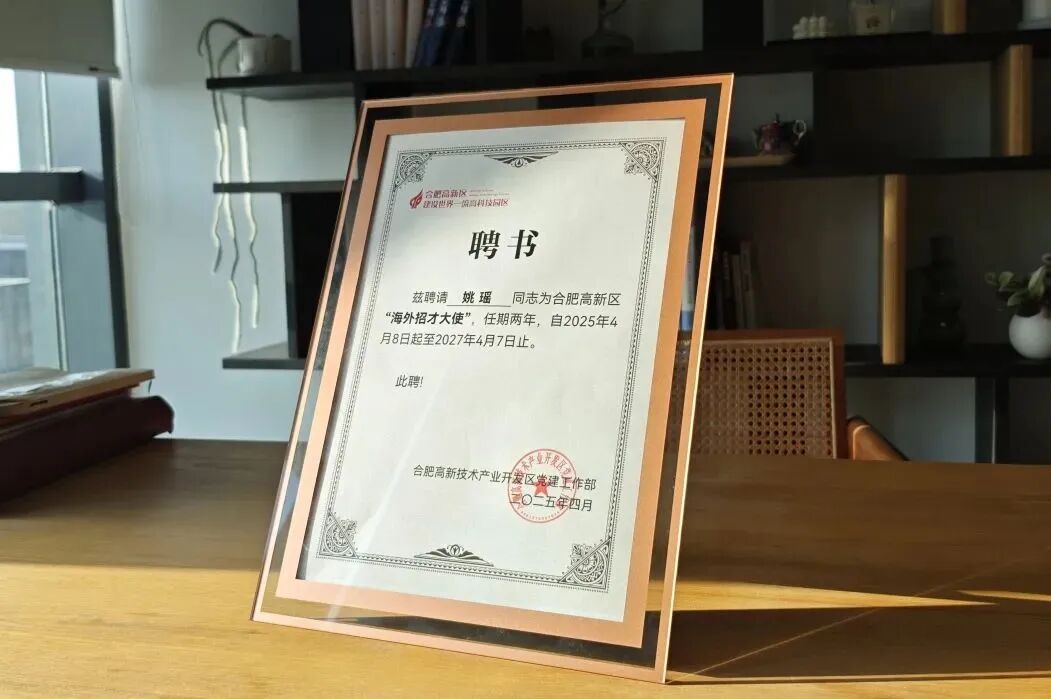 合肥高新区
建设世界一流高科技园区
聘书
兹聘请 姚瑶 同志为合肥高新区
“海外招才大使”，任期两年，自2025年4
月8日起至2027年4月7日止。
此聘!
合肥高新技术产业开发区党建工作部
二〇二五年四月